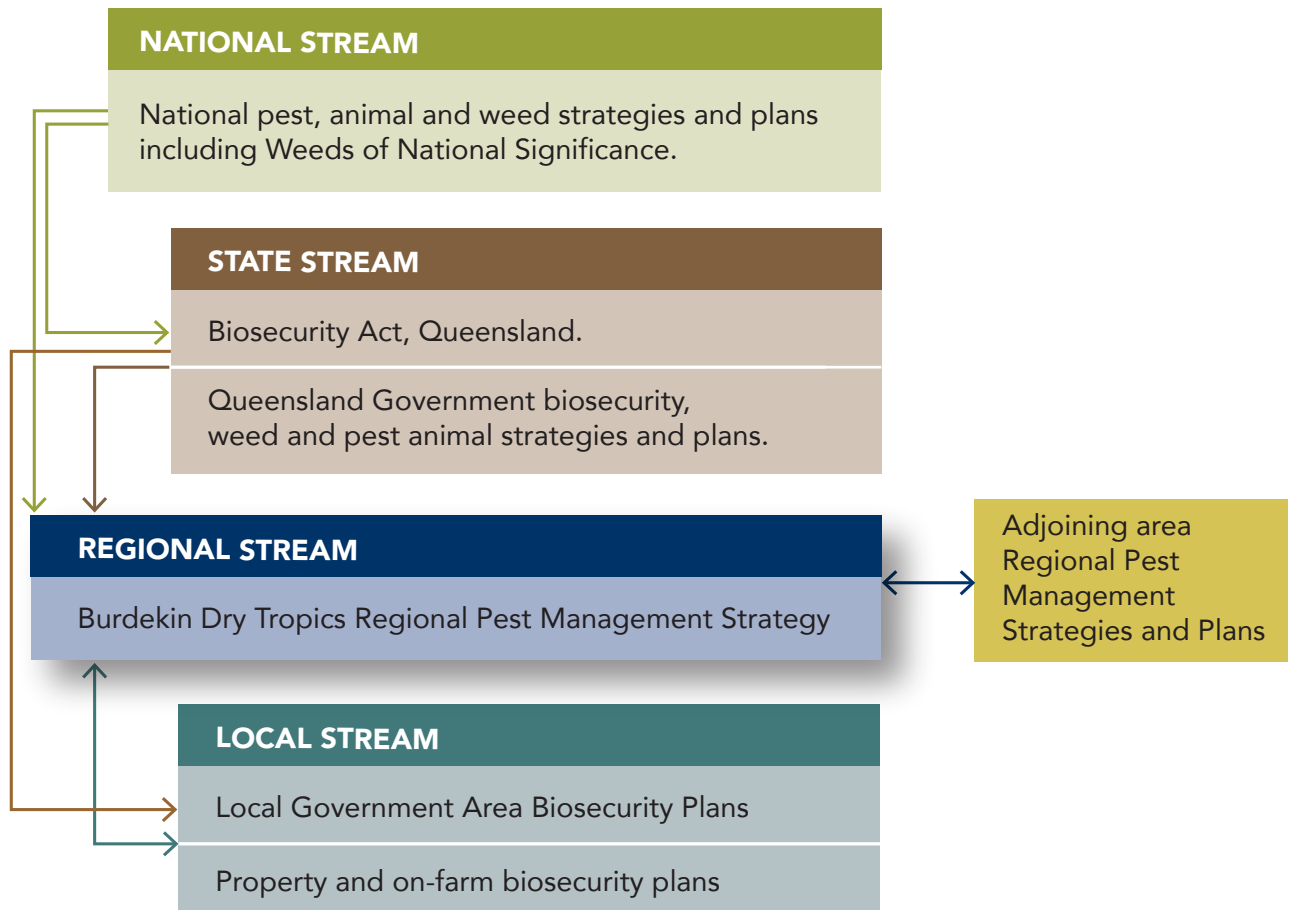 NATIONAL STREAM
National pest, animal and weed strategies and plans
including Weeds of National Significance.
STATE STREAM
Biosecurity Act, Queensland.
Queensland Government biosecurity,
weed and pest animal strategies and plans.
REGIONAL STREAM
Burdekin Dry Tropics Regional Pest Management Strategy
Adjoining area
Regional Pest
Management
Strategies and Plans
LOCAL STREAM
Local Government Area Biosecurity Plans
Property and on-farm biosecurity plans